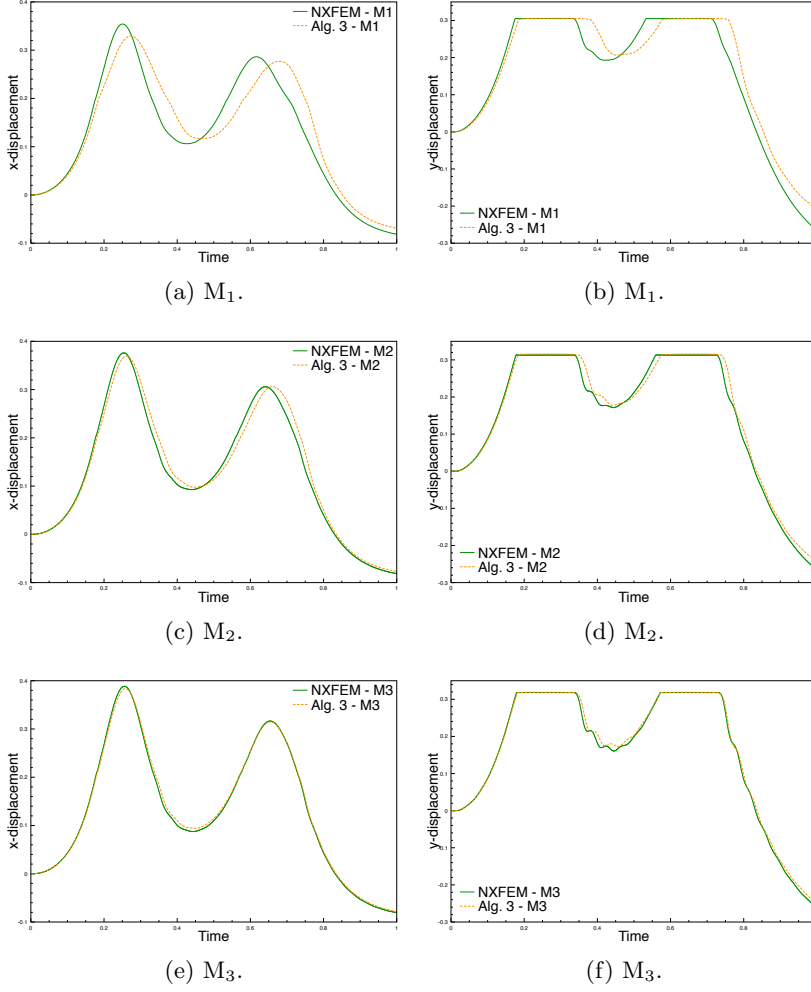 NXFEM - M1
Alg. 3 - M1
x-displacement
0.4
0.3
0.2
0.1
0
-0.1
0 0.2 0.4 0.6 0.8 1
Time
(a) M₁.
NXFEM - M1
Alg. 3 - M1
y-displacement
0.3
0.2
0.1
0
-0.1
-0.2
-0.3
0 0.2 0.4 0.6 0.8
Time
(b) M₁.
NXFEM - M2
Alg. 3 - M2
x-displacement
0.4
0.3
0.2
0.1
0
-0.1
0 0.2 0.4 0.6 0.8 1
Time
(c) M₂.
NXFEM - M2
Alg. 3 - M2
y-displacement
0.3
0.2
0.1
0
-0.1
-0.2
-0.3
0 0.2 0.4 0.6 0.8
Time
(d) M₂.
NXFEM - M3
Alg. 3 - M3
x-displacement
0.4
0.3
0.2
0.1
0
-0.1
0 0.2 0.4 0.6 0.8 1
Time
(e) M₃.
NXFEM - M3
Alg. 3 - M3
y-displacement
0.3
0.2
0.1
0
-0.1
-0.2
-0.3
0 0.2 0.4 0.6 0.8
Time
(f) M₃.